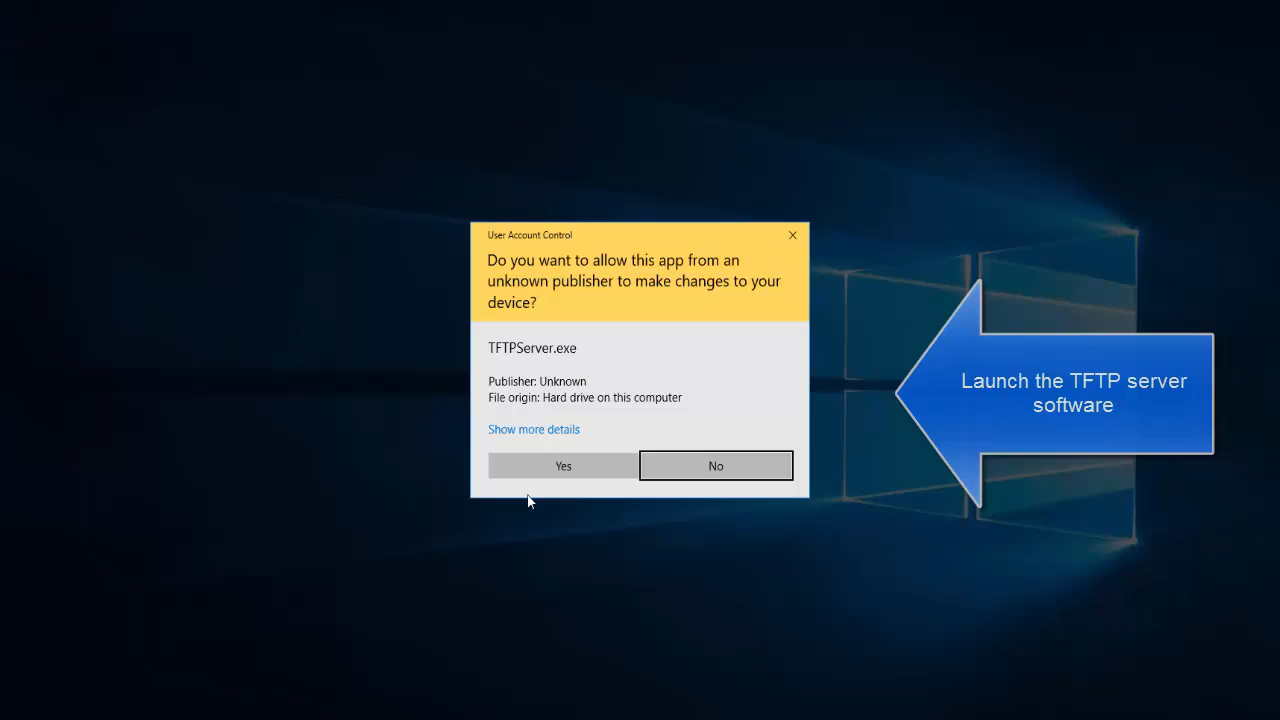 User Account Control
Do you want to allow this app from an
unknown publisher to make changes to your
device?
TFTPServer.exe
Publisher: Unknown
File origin: Hard drive on this computer
Show more details
Yes
No
Launch the TFTP server
software